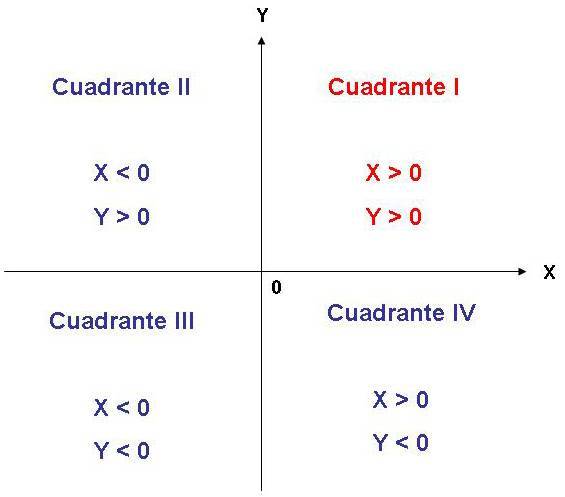 Y
Cuadrante II
Cuadrante I
X < 0
X > 0
Y > 0
Y > 0
X
0
Cuadrante III
Cuadrante IV
X < 0
X > 0
Y < 0
Y < 0